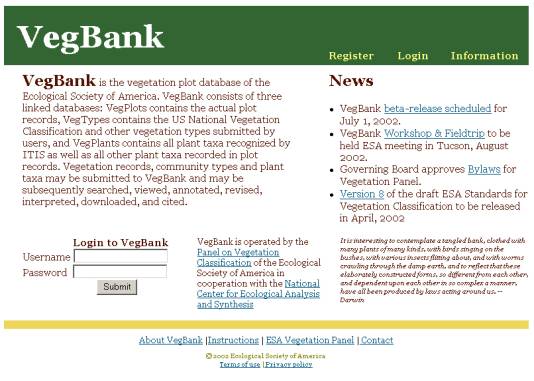 VegBank
Register Login Information
VegBank is the vegetation plot database of the
Ecological Society of America. VegBank consists of three
linked databases: VegPlots contains the actual plot
records, VegTypes contains the US National Vegetation
Classification and other vegetation types submitted by
users, and VegPlants contains all plant taxa recognized by
ITIS as well as all other plant taxa recorded in plot
records. Vegetation records, community types and plant
taxa may be submitted to VegBank and may be
subsequently searched, viewed, annotated, revised,
interpreted, downloaded, and cited.
News
• VegBank beta-release scheduled for
July 1, 2002.
• VegBank Workshop & Fieldtrip to be
held ESA meeting in Tucson, August
2002.
• Governing Board approves Bylaws for
Vegetation Panel.
• Version 8 of the draft ESA Standards for
Vegetation Classification to be released
in April, 2002
Login to VegBank
Username
Password
Submit
VegBank is operated by the
Panel on Vegetation
Classification of the Ecological
Society of America in
cooperation with the National
Center for Ecological Analysis
and Synthesis
It is interesting to contemplate a tangled bank, clothed with
many plants of many kinds, with birds singing on the
bushes, with various insects flitting about, and with worms
crawling through the damp earth, and to reflect that these
elaborately constructed forms, so different from each other,
and dependent upon each other in so complex a manner,
have all been produced by laws acting around us. --
Darwin
About VegBank |Instructions | ESA Vegetation Panel | Contact
© 2002 Ecological Society of America
Terms of use | Privacy policy